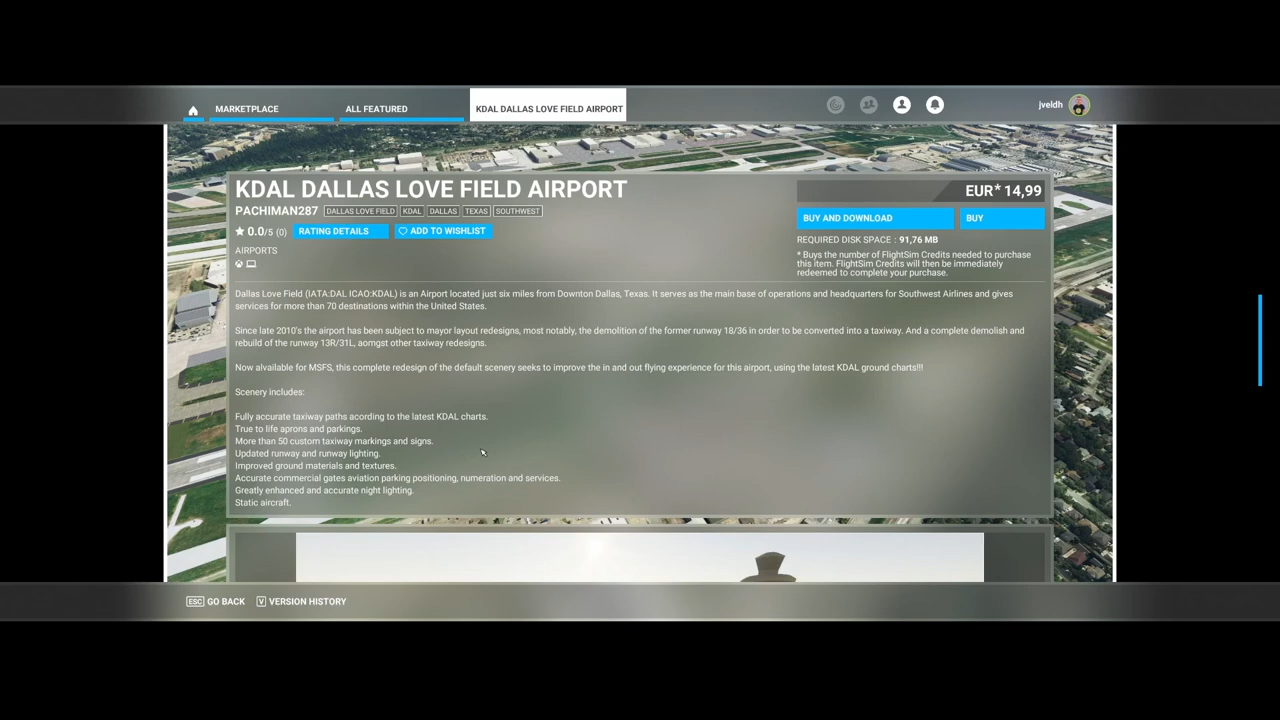 MARKETPLACE
ALL FEATURED
KDAL DALLAS LOVE FIELD AIRPORT
jveldh
KDAL DALLAS LOVE FIELD AIRPORT
EUR* 14,99
PACHIMAN287 DALLAS LOVE FIELD KDAL DALLAS TEXAS SOUTHWEST
BUY AND DOWNLOAD
BUY
0.0/5 (0) RATING DETAILS ADD TO WISHLIST
REQUIRED DISK SPACE : 91,76 MB
AIRPORTS
* Buys the number of FlightSim Credits needed to purchase
this item. FlightSim Credits will then be immediately
redeemed to complete your purchase.
Dallas Love Field (IATA:DAL ICAO:KDAL) is an Airport located just six miles from Downton Dallas, Texas. It serves as the main base of operations and headquarters for Southwest Airlines and gives
services for more than 70 destinations within the United States.
Since late 2010's the airport has been subject to mayor layout redesigns, most notably, the demolition of the former runway 18/36 in order to be converted into a taxiway. And a complete demolish and
rebuild of the runway 13R/31L, aomgst other taxiway redesigns.
Now alvailable for MSFS, this complete redesign of the default scenery seeks to improve the in and out flying experience for this airport, using the latest KDAL ground charts!!!
Scenery includes:
Fully accurate taxiway paths acording to the latest KDAL charts.
True to life aprons and parkings.
More than 50 custom taxiway markings and signs.
Updated runway and runway lighting.
Improved ground materials and textures.
Accurate commercial gates aviation parking positioning, numeration and services.
Greatly enhanced and accurate night lighting.
Static aircraft.
ESC GO BACK
V VERSION HISTORY